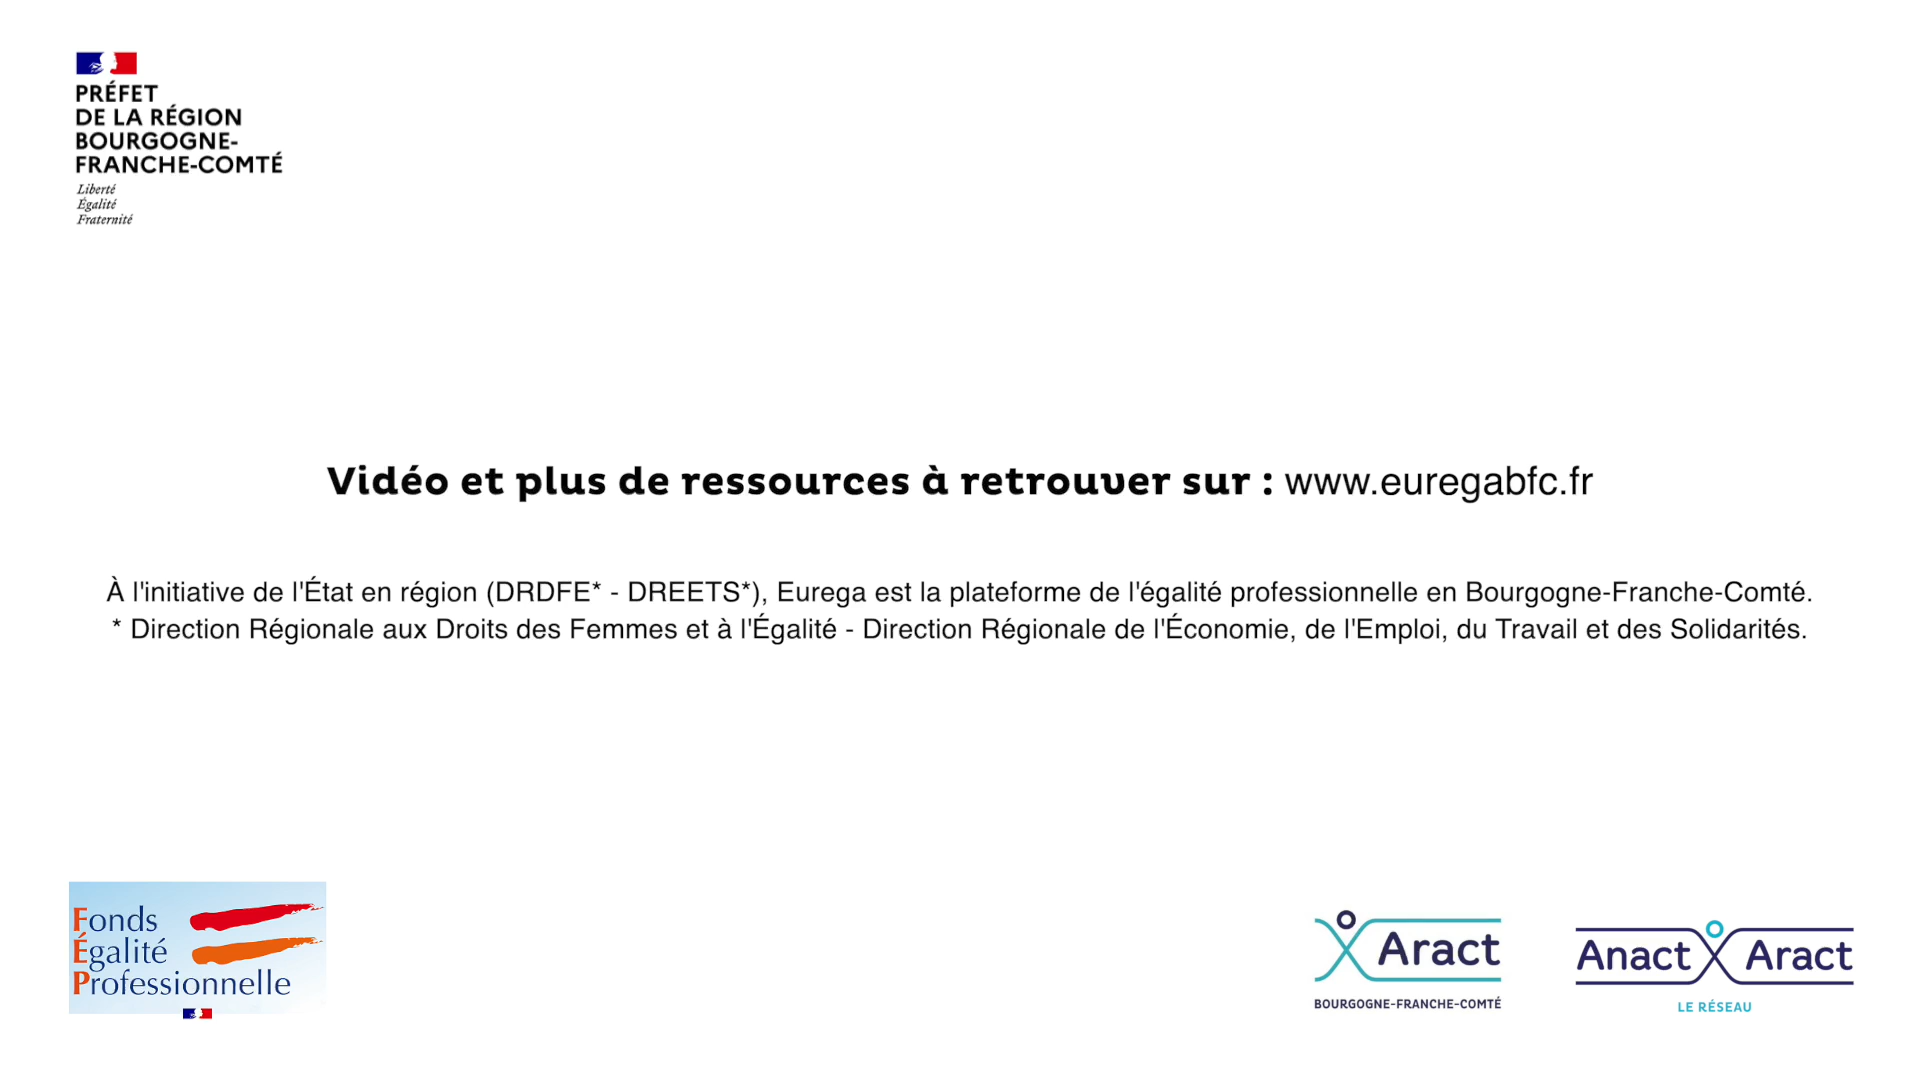 PRÉFET
DE LA RÉGION
BOURGOGNE-
FRANCHE-COMTÉ
Liberté
Égalité
Fraternité
Vidéo et plus de ressources à retrouver sur : www.euregabfc.fr
À l'initiative de l'État en région (DRDFE* - DREETS*), Eurega est la plateforme de l'égalité professionnelle en Bourgogne-Franche-Comté.
* Direction Régionale aux Droits des Femmes et à l'Égalité - Direction Régionale de l'Économie, de l'Emploi, du Travail et des Solidarités.
Fonds
Égalité
Professionnelle
Aract
BOURGOGNE-FRANCHE-COMTÉ
Anact Aract
LE RÉSEAU